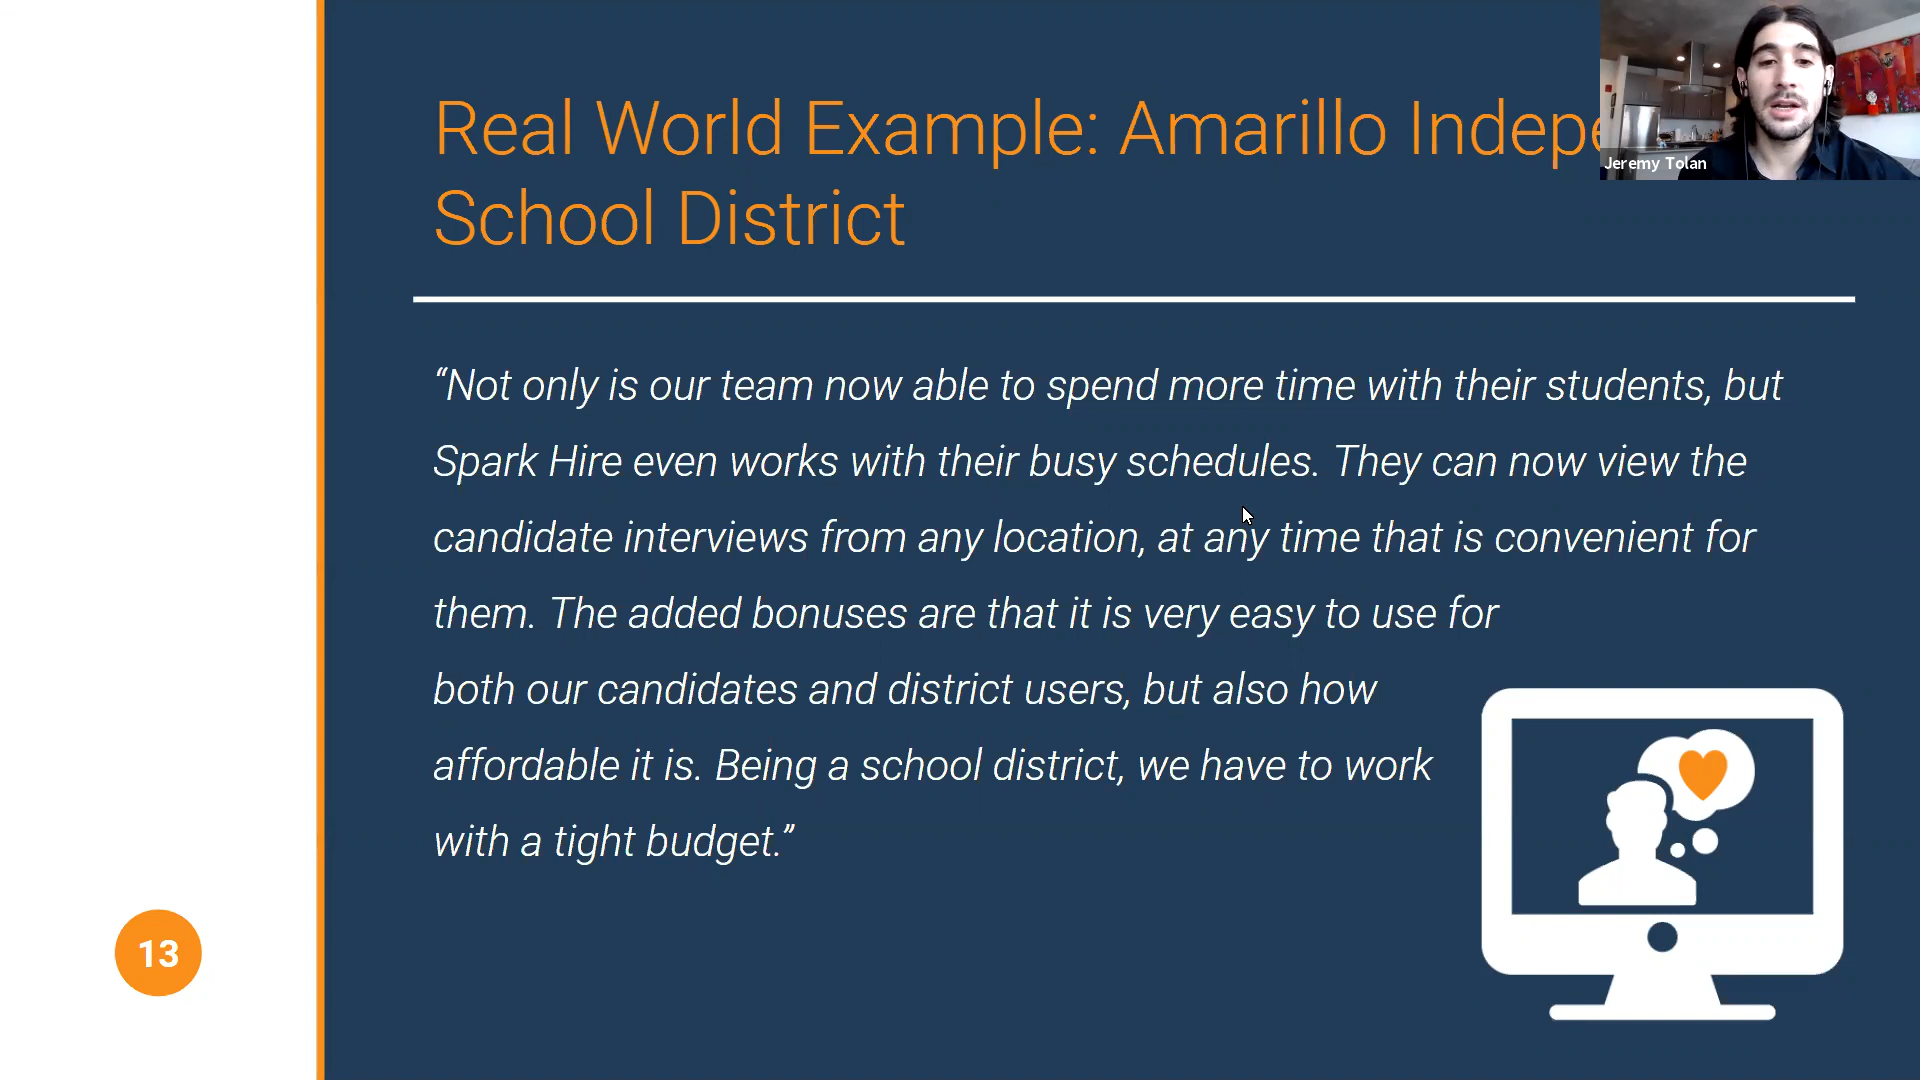 Real World Example: Amarillo
School District
Jeremy Tolan
“Not only is our team now able to spend more time with their students, but
Spark Hire even works with their busy schedules. They can now view the
candidate interviews from any location, at any time that is convenient for
them. The added bonuses are that it is very easy to use for
both our candidates and district users, but also how
affordable it is. Being a school district, we have to work
with a tight budget.”
13